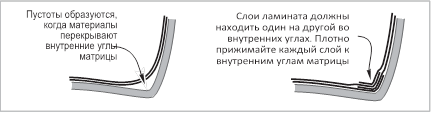 Пустоты образуются,
когда материалы
перекрывают
внутренние углы
матрицы
Слои ламината должны
находить один на другой во
внутренних углах. Плотно
прижимайте каждый слой к
внутренним углам матрицы